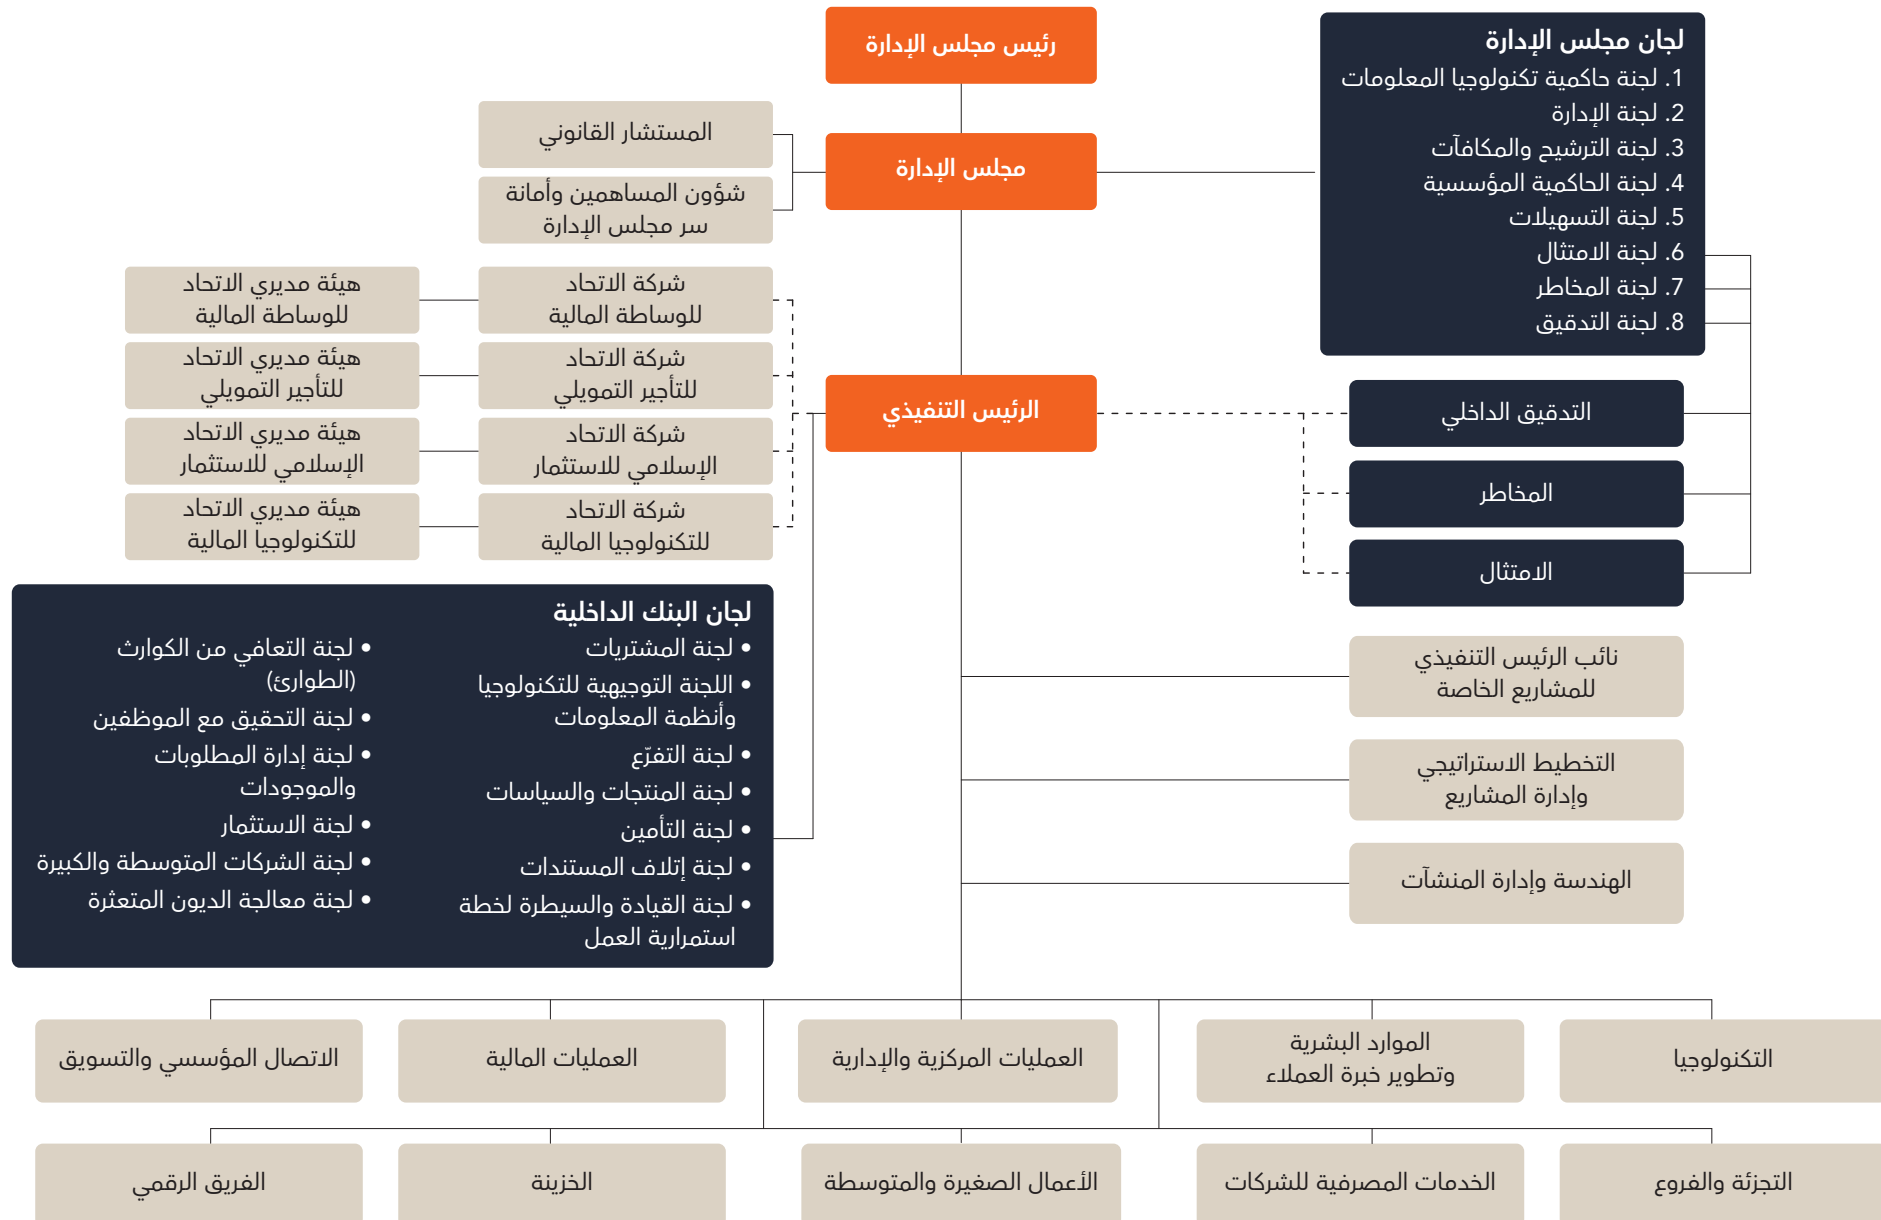 رئيس مجلس الإدارة
لجان مجلس الإدارة
1. لجنة حاكمية تكنولوجيا المعلومات
2. لجنة الإدارة
3. لجنة الترشيح والمكافآت
4. لجنة الحاكمية المؤسسية
5. لجنة التسهيلات
6. لجنة الامتثال
7. لجنة المخاطر
8. لجنة التدقيق
مجلس الإدارة
المستشار القانوني
شؤون المساهمين وأمانة
سر مجلس الإدارة
شركة الاتحاد
للوساطة المالية
هيئة مديري الاتحاد
للوساطة المالية
شركة الاتحاد
للتأجير التمويلي
هيئة مديري الاتحاد
للتأجير التمويلي
شركة الاتحاد
الإسلامي للاستثمار
هيئة مديري الاتحاد
الإسلامي للاستثمار
شركة الاتحاد
للتكنولوجيا المالية
هيئة مديري الاتحاد
للتكنولوجيا المالية
الرئيس التنفيذي
التدقيق الداخلي
المخاطر
الامتثال
لجان البنك الداخلية
• لجنة المشتريات
• اللجنة التوجيهية للتكنولوجيا
وأنظمة المعلومات
• لجنة التفرّع
• لجنة المنتجات والسياسات
• لجنة التأمين
• لجنة إتلاف المستندات
• لجنة القيادة والسيطرة لخطة
استمرارية العمل
• لجنة التعافي من الكوارث
(الطوارئ)
• لجنة التحقيق مع الموظفين
• لجنة إدارة المطلوبات
والموجودات
• لجنة الاستثمار
• لجنة الشركات المتوسطة والكبيرة
• لجنة معالجة الديون المتعثرة
نائب الرئيس التنفيذي
للمشاريع الخاصة
التخطيط الاستراتيجي
وإدارة المشاريع
الهندسة وإدارة المنشآت
التكنولوجيا
الموارد البشرية
وتطوير خبرة العملاء
العمليات المركزية والإدارية
العمليات المالية
الاتصال المؤسسي والتسويق
التجزئة والفروع
الخدمات المصرفية للشركات
الأعمال الصغيرة والمتوسطة
الخزينة
الفريق الرقمي